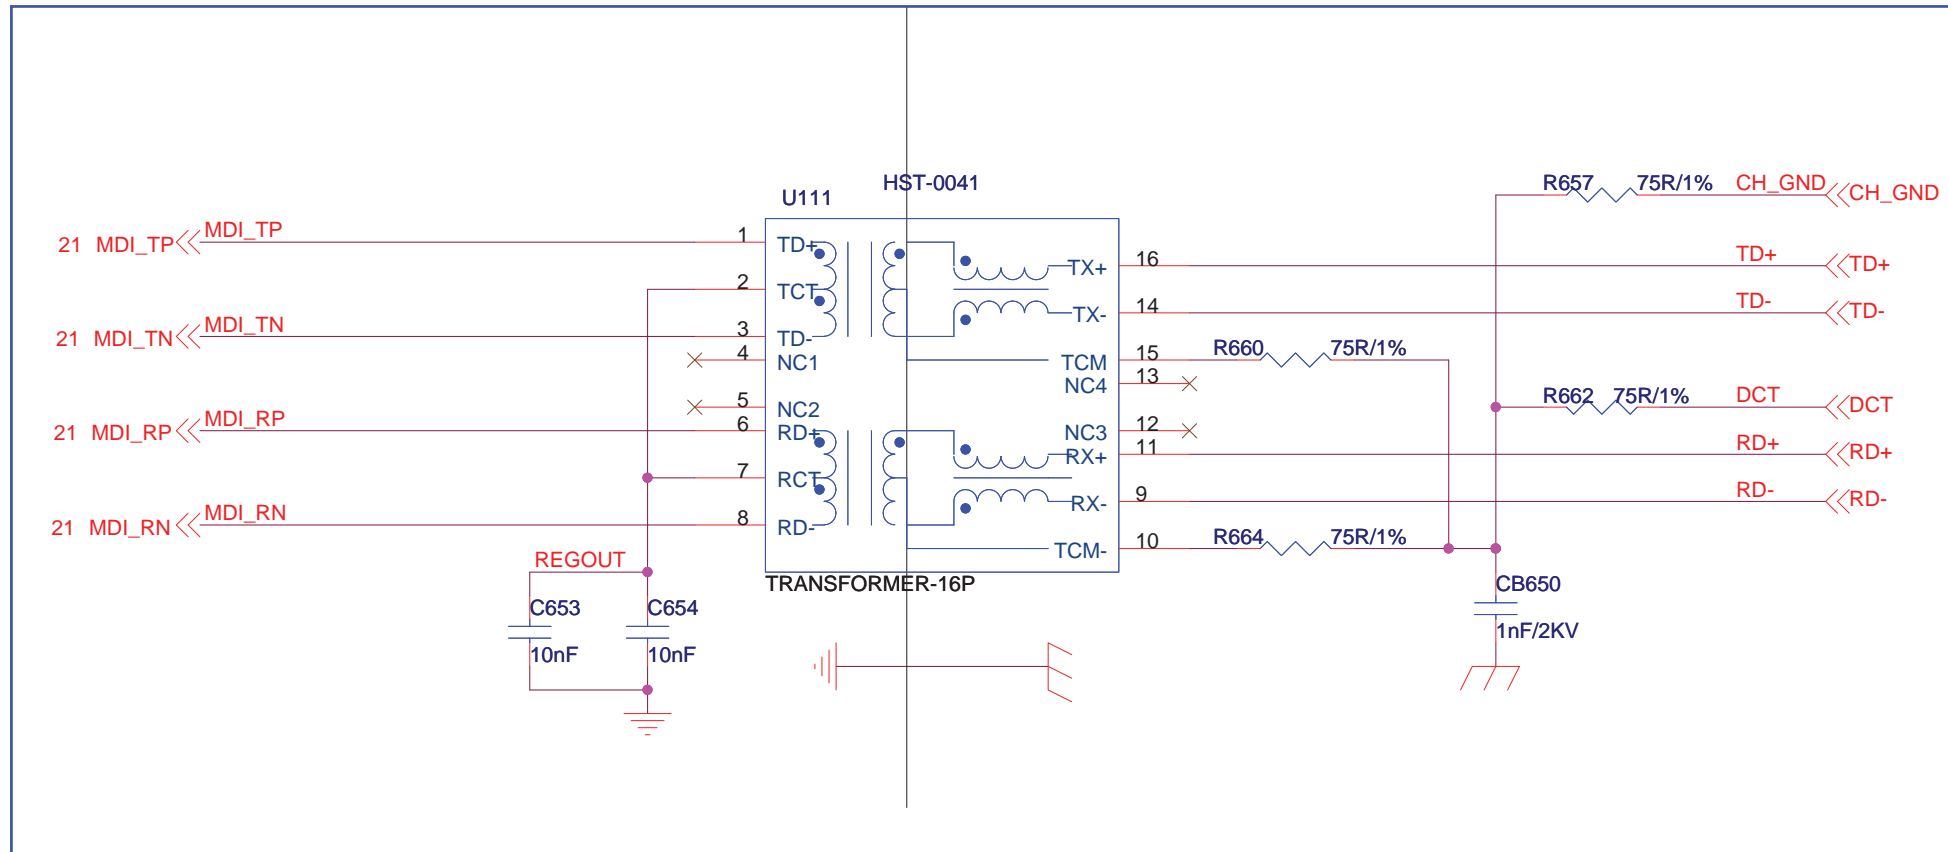 HST-0041
U111
R657 75R/1% CH_GND CH_GND
21 MDI_TP MDI_TP 1 TD+
TX+ 16 TD+ TD+
2 TCT
TX- 14 TD- TD-
21 MDI_TN MDI_TN 3 TD-
4 NC1
TCM 15 R660 75R/1%
NC4 13
R662 75R/1% DCT DCT
5 NC2
21 MDI_RP MDI_RP 6 RD+
NC3 12
RX+ 11 RD+ RD+
7 RCT
RX- 9 RD- RD-
21 MDI_RN MDI_RN 8 RD-
TCM- 10 R664 75R/1%
REGOUT
TRANSFORMER-16P
CB650
C653 C654
1nF/2KV
10nF 10nF